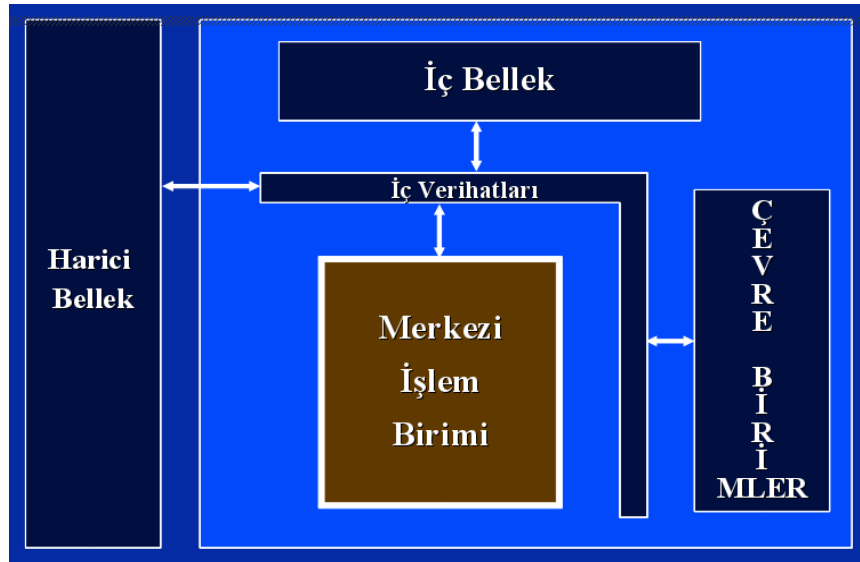 İç Bellek
İç Verihatları
Harici
Bellek
Merkezi
İşlem
Birimi
Ç
E
V
R
E
B
İ
R
İ
MLER